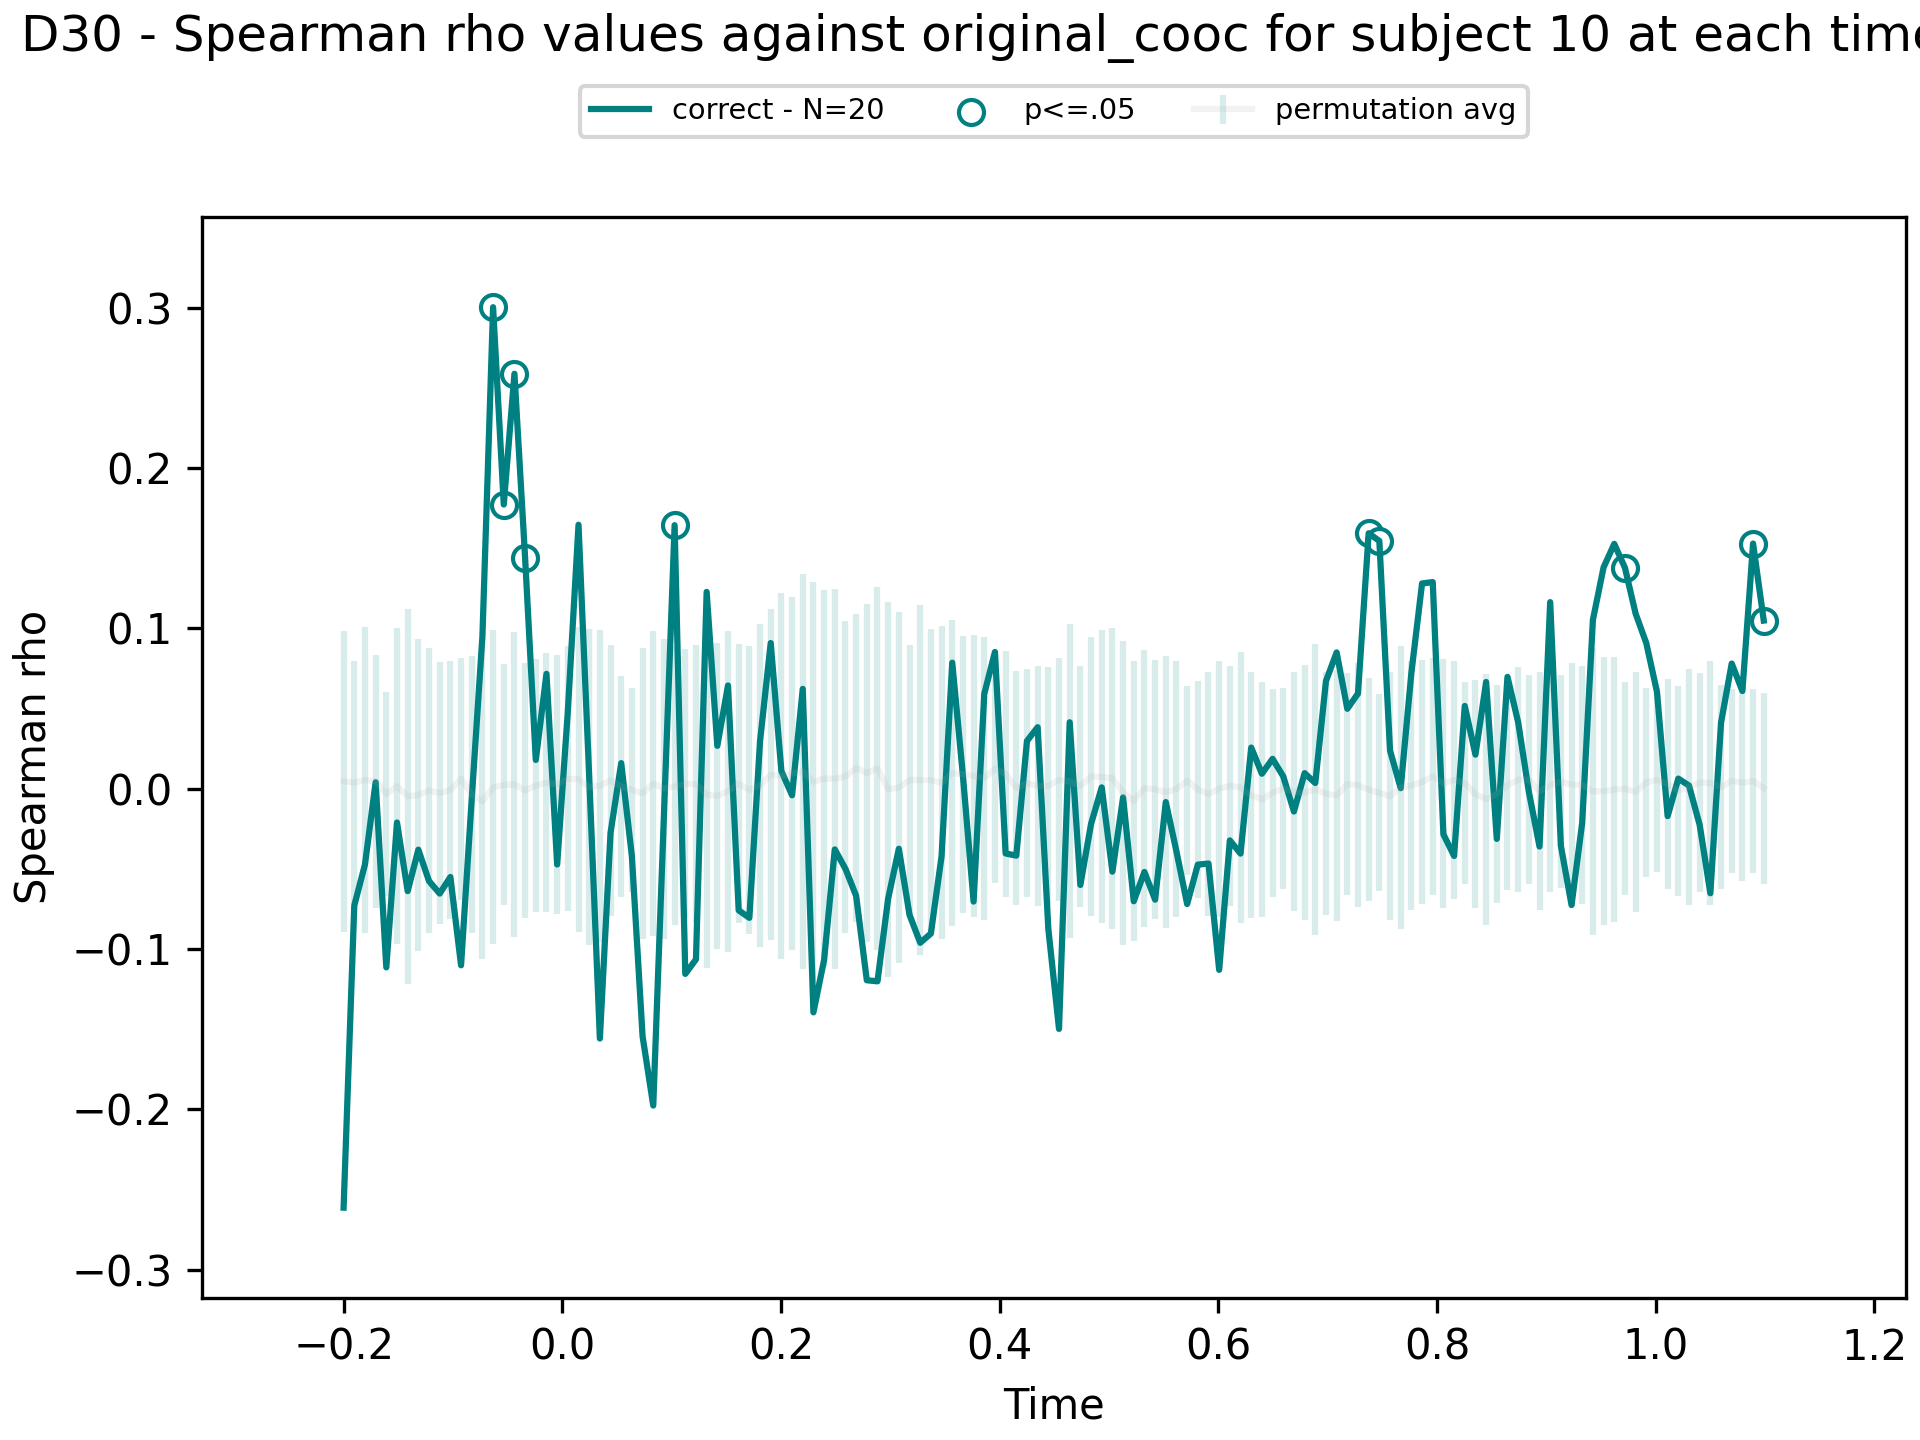 D30 - Spearman rho values against original_cooc for subject 10 at each time
correct - N=20 p<=.05 permutation avg
0.3
0.2
0.1
0.0
−0.1
−0.2
−0.3
Spearman rho
−0.2 0.0 0.2 0.4 0.6 0.8 1.0 1.2
Time